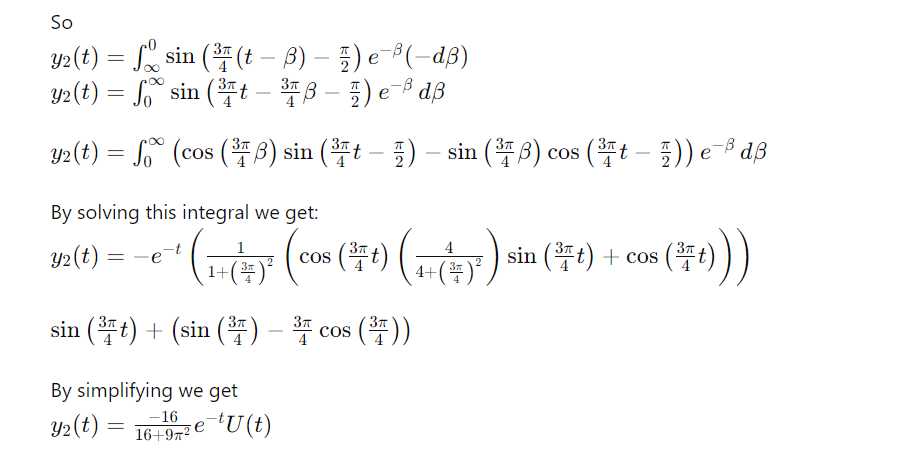 So
y₂(t) = ∫_∞^0 sin (3π/4 (t − β) − π/2) e^{−β}(−dβ)
y₂(t) = ∫_0^∞ sin (3π/4 t − 3π/4 β − π/2) e^{−β} dβ
y₂(t) = ∫_0^∞ (cos (3π/4 β) sin (3π/4 t − π/2) − sin (3π/4 β) cos (3π/4 t − π/2)) e^{−β} dβ
By solving this integral we get:
y₂(t) = −e^{−t} (1/(1+(3π/4)²) (cos (3π/4 t) (4/(4+(3π/4)²)) sin (3π/4 t) + cos (3π/4 t)))
sin (3π/4 t) + (sin (3π/4) − 3π/4 cos (3π/4))
By simplifying we get
y₂(t) = −16/(16+9π²) e^{−t}U(t)